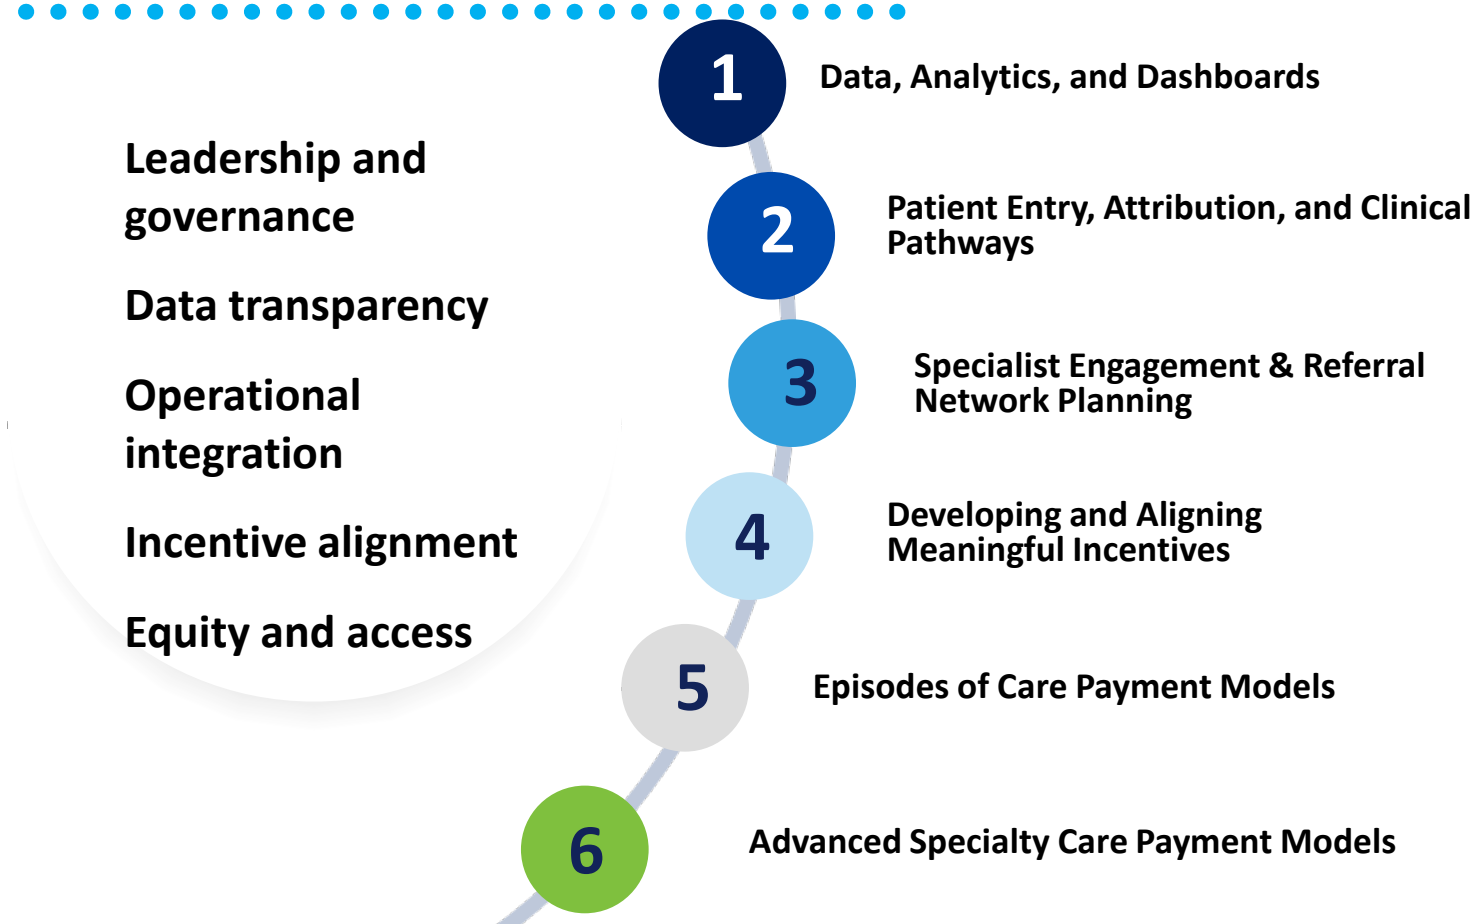 Leadership and
governance
Data transparency
Operational
integration
Incentive alignment
Equity and access
1
Data, Analytics, and Dashboards
2
Patient Entry, Attribution, and Clinical
Pathways
3
Specialist Engagement & Referral
Network Planning
4
Developing and Aligning
Meaningful Incentives
5
Episodes of Care Payment Models
6
Advanced Specialty Care Payment Models